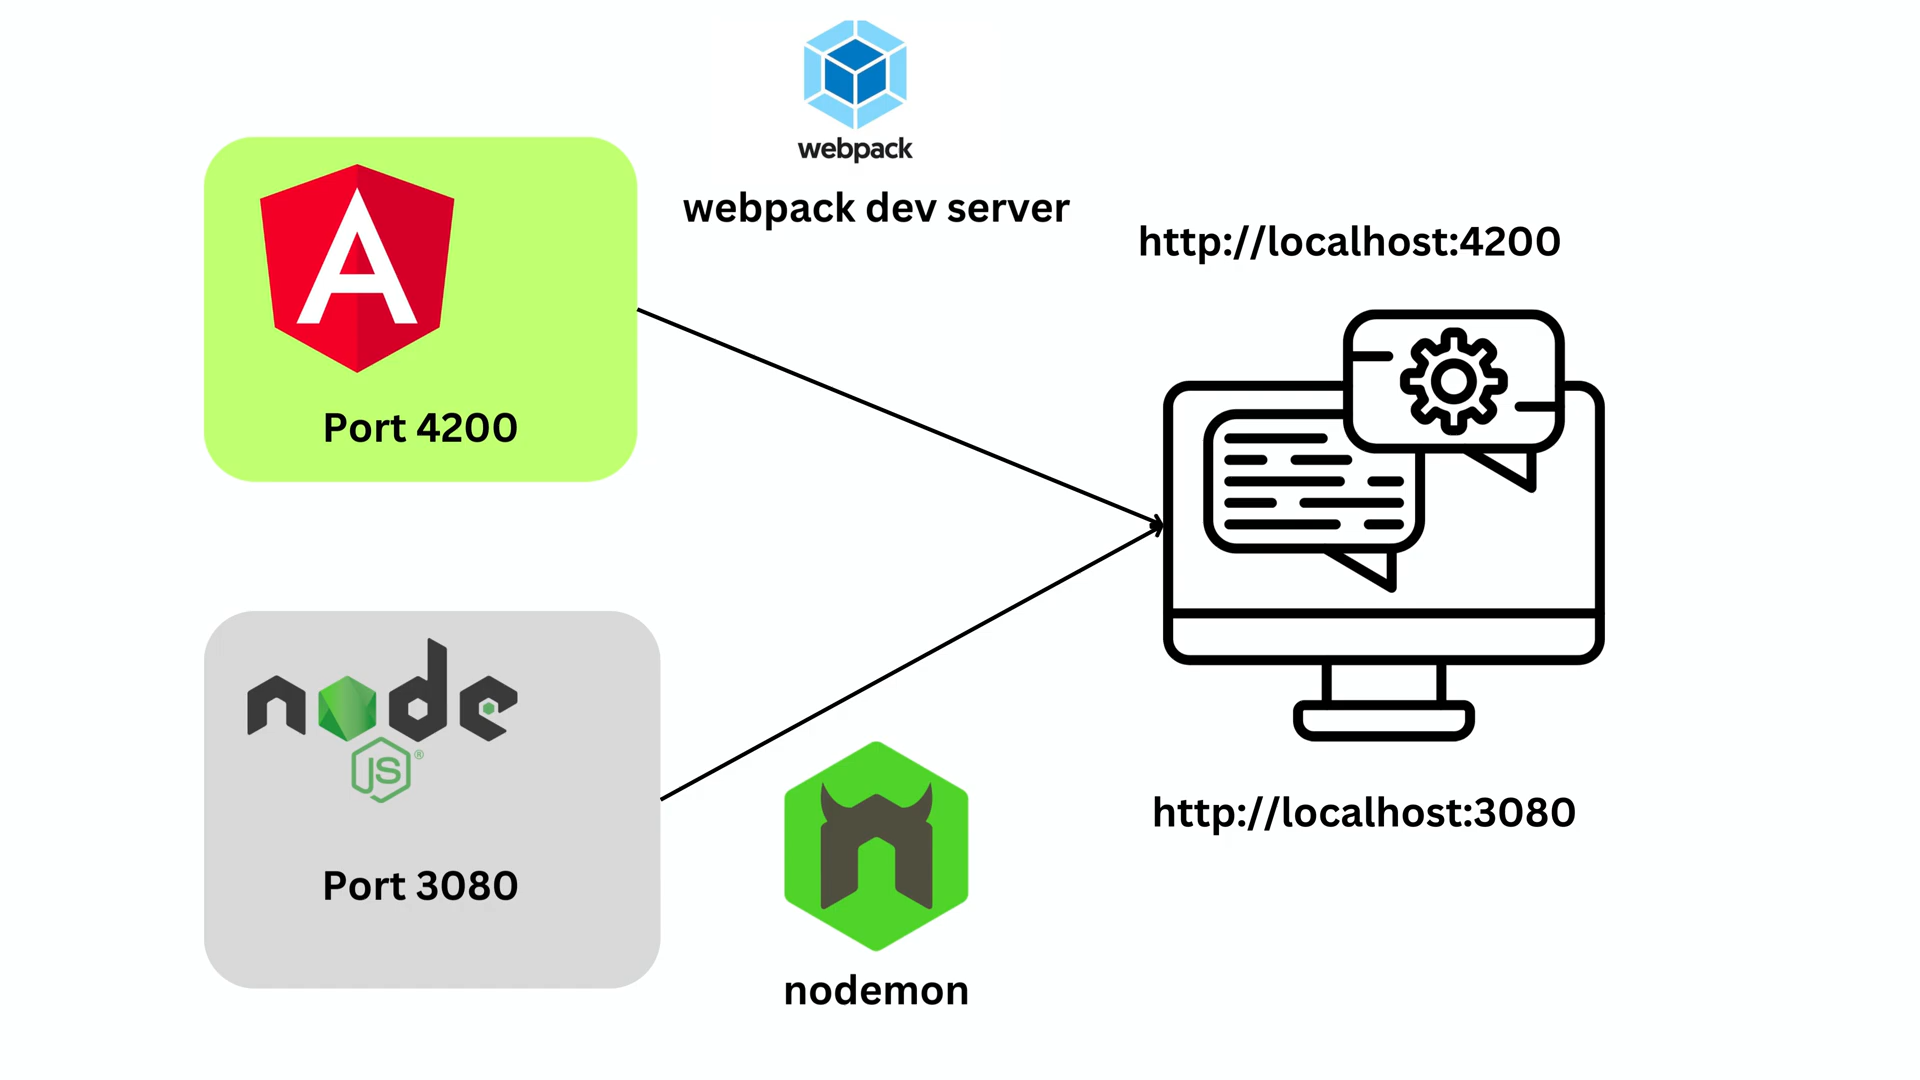 webpack
webpack dev server
http://localhost:4200
A
Port 4200
node
JS®
Port 3080
http://localhost:3080
n
nodemon